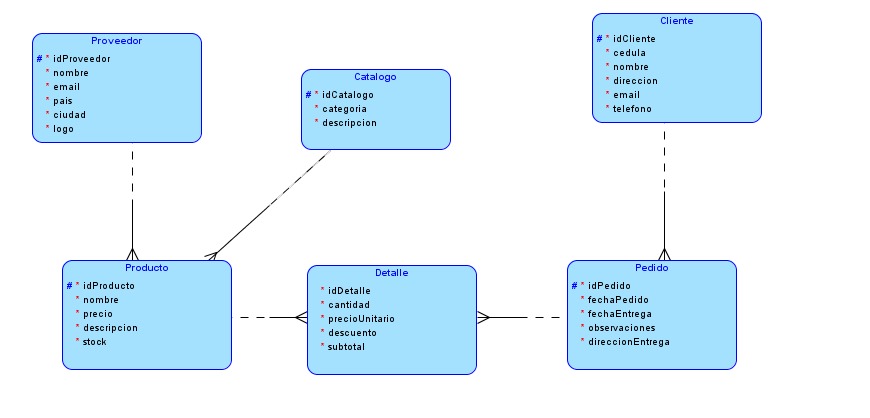 Proveedor
# * idProveedor
* nombre
* email
* pais
* ciudad
* logo
Catalogo
# * idCatalogo
* categoria
* descripcion
Cliente
# * idCliente
* cedula
* nombre
* direccion
* email
* telefono
Producto
# * idProducto
* nombre
* precio
* descripcion
* stock
Detalle
* idDetalle
* cantidad
* precioUnitario
* descuento
* subtotal
Pedido
# * idPedido
* fechaPedido
* fechaEntrega
* observaciones
* direccionEntrega